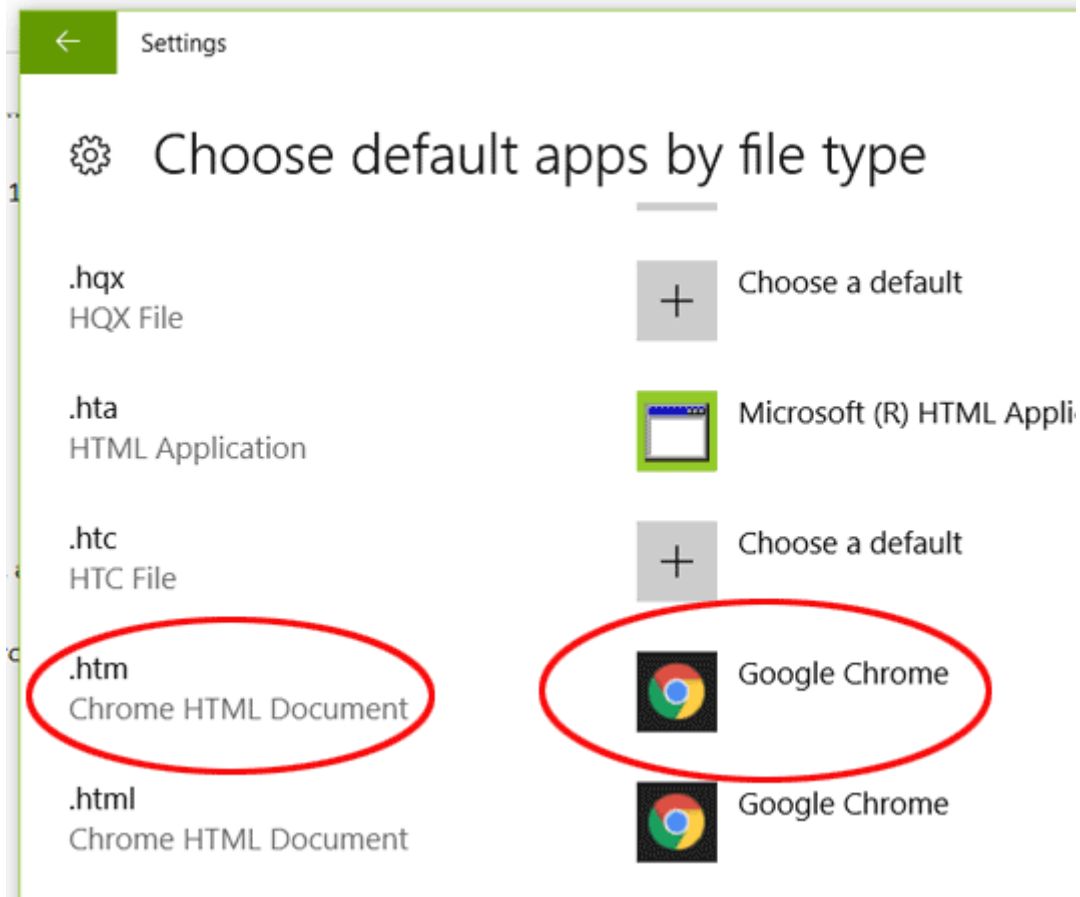 Settings
Choose default apps by file type
.hqx
HQX File
Choose a default
.hta
HTML Application
Microsoft (R) HTML
.htc
HTC File
Choose a default
.htm
Chrome HTML Document
Google Chrome
.html
Chrome HTML Document
Google Chrome